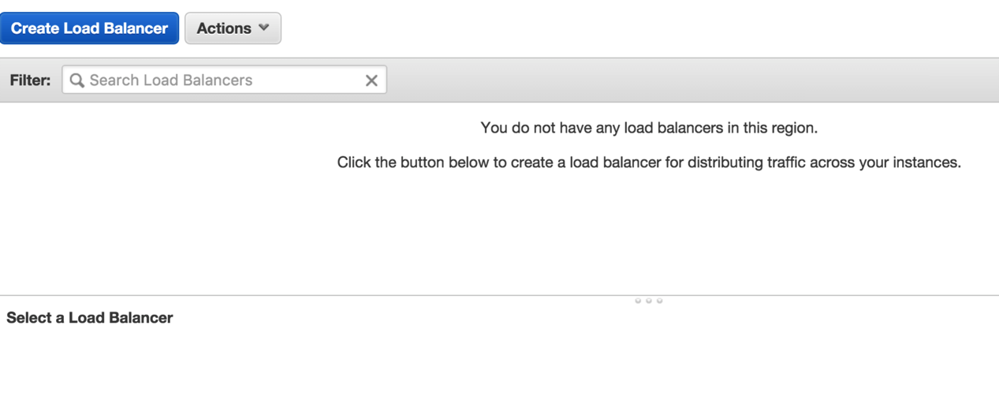 Create Load Balancer
Actions
Filter:
Search Load Balancers
You do not have any load balancers in this region.
Click the button below to create a load balancer for distributing traffic across your instances.
Select a Load Balancer